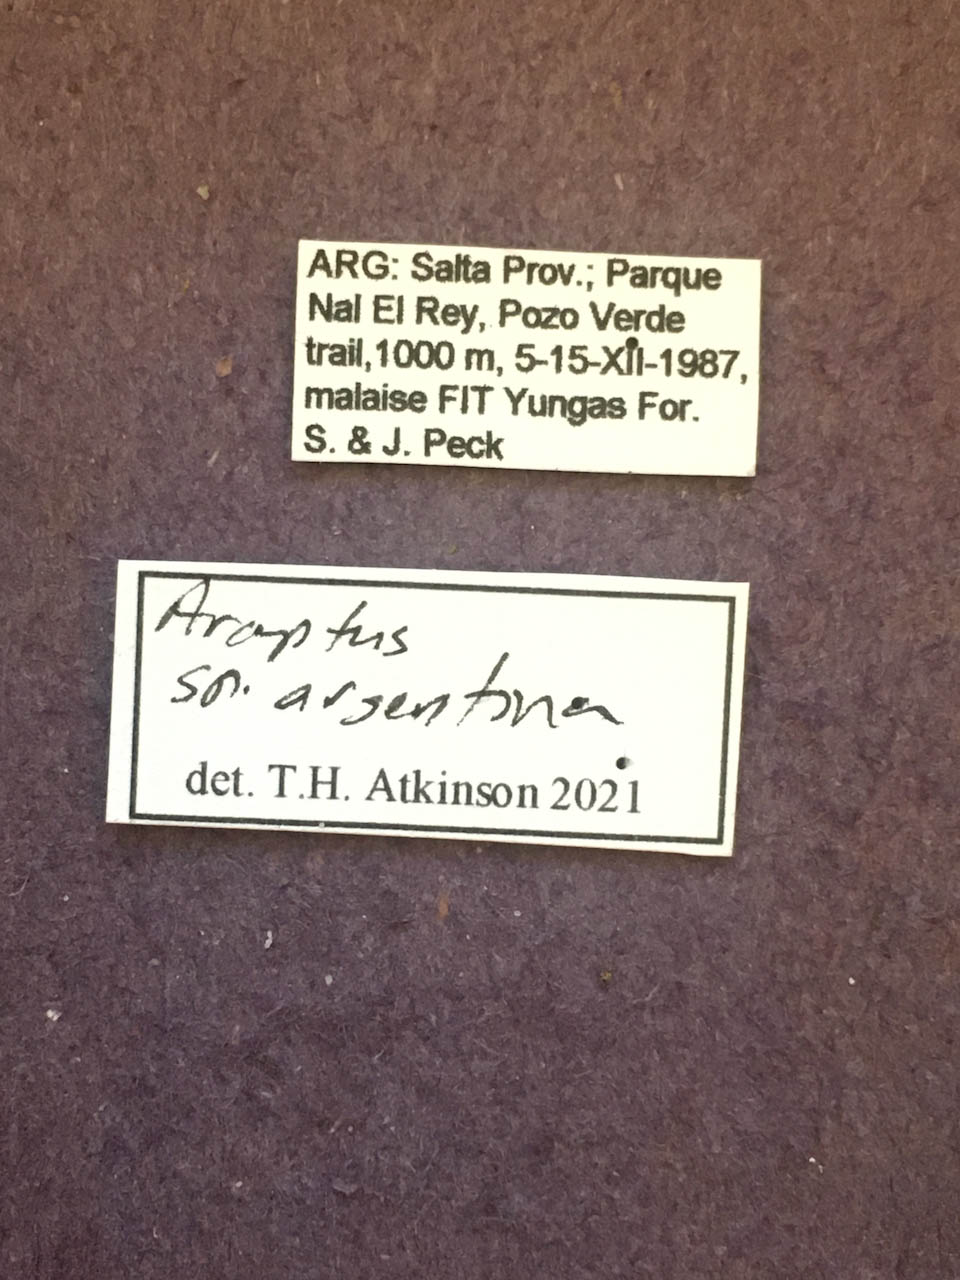 ARG: Salta Prov.; Parque
Nal El Rey, Pozo Verde
trail, 1000 m, 5-15-XII-1987,
malaise FIT Yungas For.
S. & J. Peck
Araptus
sp. argentina
det. T.H. Atkinson 2021